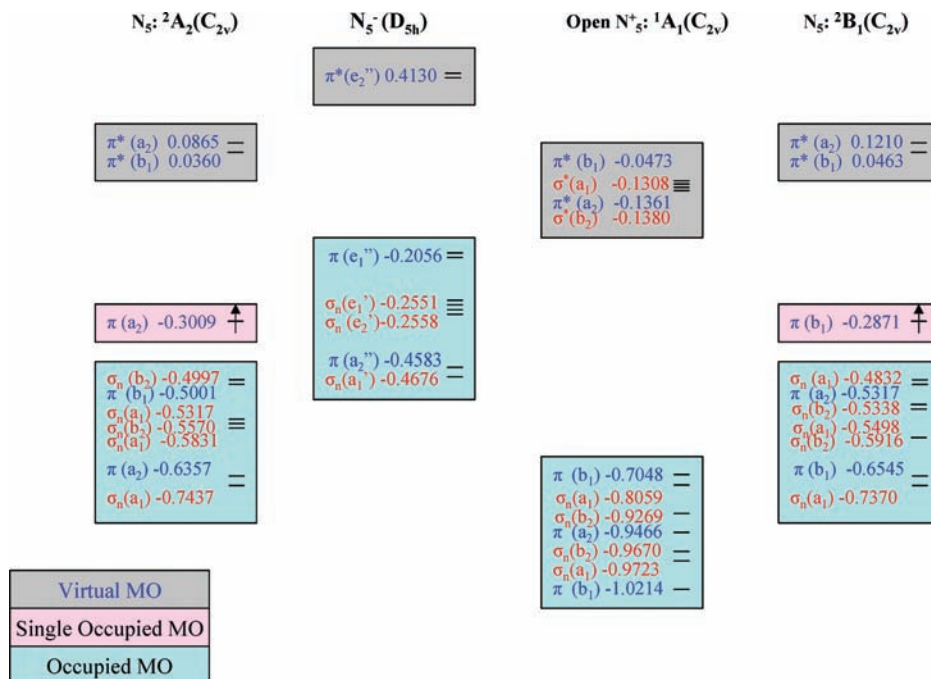 N₅: ²A₂(C₂ᵥ)
N₅⁻ (D₅ₕ)
Open N⁺₅: ¹A₁(C₂ᵥ)
N₅: ²B₁(C₂ᵥ)
π* (a₂) 0.0865
π* (b₁) 0.0360
π (a₂) -0.3009
σₙ (b₂) -0.4997
π (b₁) -0.5001
σₙ(a₁) -0.5317
σₙ(b₂) -0.5570
σₙ(a₁) -0.5831
π (a₂) -0.6357
σₙ(a₁) -0.7437
π*(e₂”) 0.4130
π (e₁”) -0.2056
σₙ(e₁’) -0.2551
σₙ (e₂’) -0.2558
π (a₂”) -0.4583
σₙ(a₁’) -0.4676
π* (b₁) -0.0473
σ*(a₁) -0.1308
π*(a₂) -0.1361
σ*(b₂) -0.1380
π (b₁) -0.7048
σₙ(a₁) -0.8059
σₙ(b₂) -0.9269
π (a₂) -0.9466
σₙ(b₂) -0.9670
σₙ(a₁) -0.9723
π (b₁) -1.0214
π* (a₂) 0.1210
π* (b₁) 0.0463
π (b₁) -0.2871
σₙ (a₁) -0.4832
π (a₂) -0.5317
σₙ(b₂) -0.5338
σₙ(a₁) -0.5498
σₙ(b₂) -0.5916
π (b₁) -0.6545
σₙ(a₁) -0.7370
Virtual MO
Single Occupied MO
Occupied MO